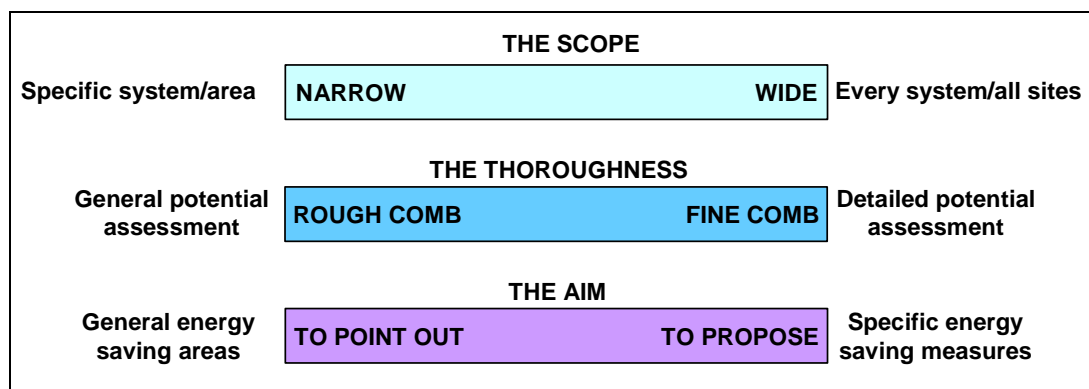 THE SCOPE
Specific system/area NARROW WIDE Every system/all sites
THE THOROUGHNESS
General potential
assessment
ROUGH COMB FINE COMB
Detailed potential
assessment
THE AIM
General energy
saving areas
TO POINT OUT TO PROPOSE
Specific energy
saving measures